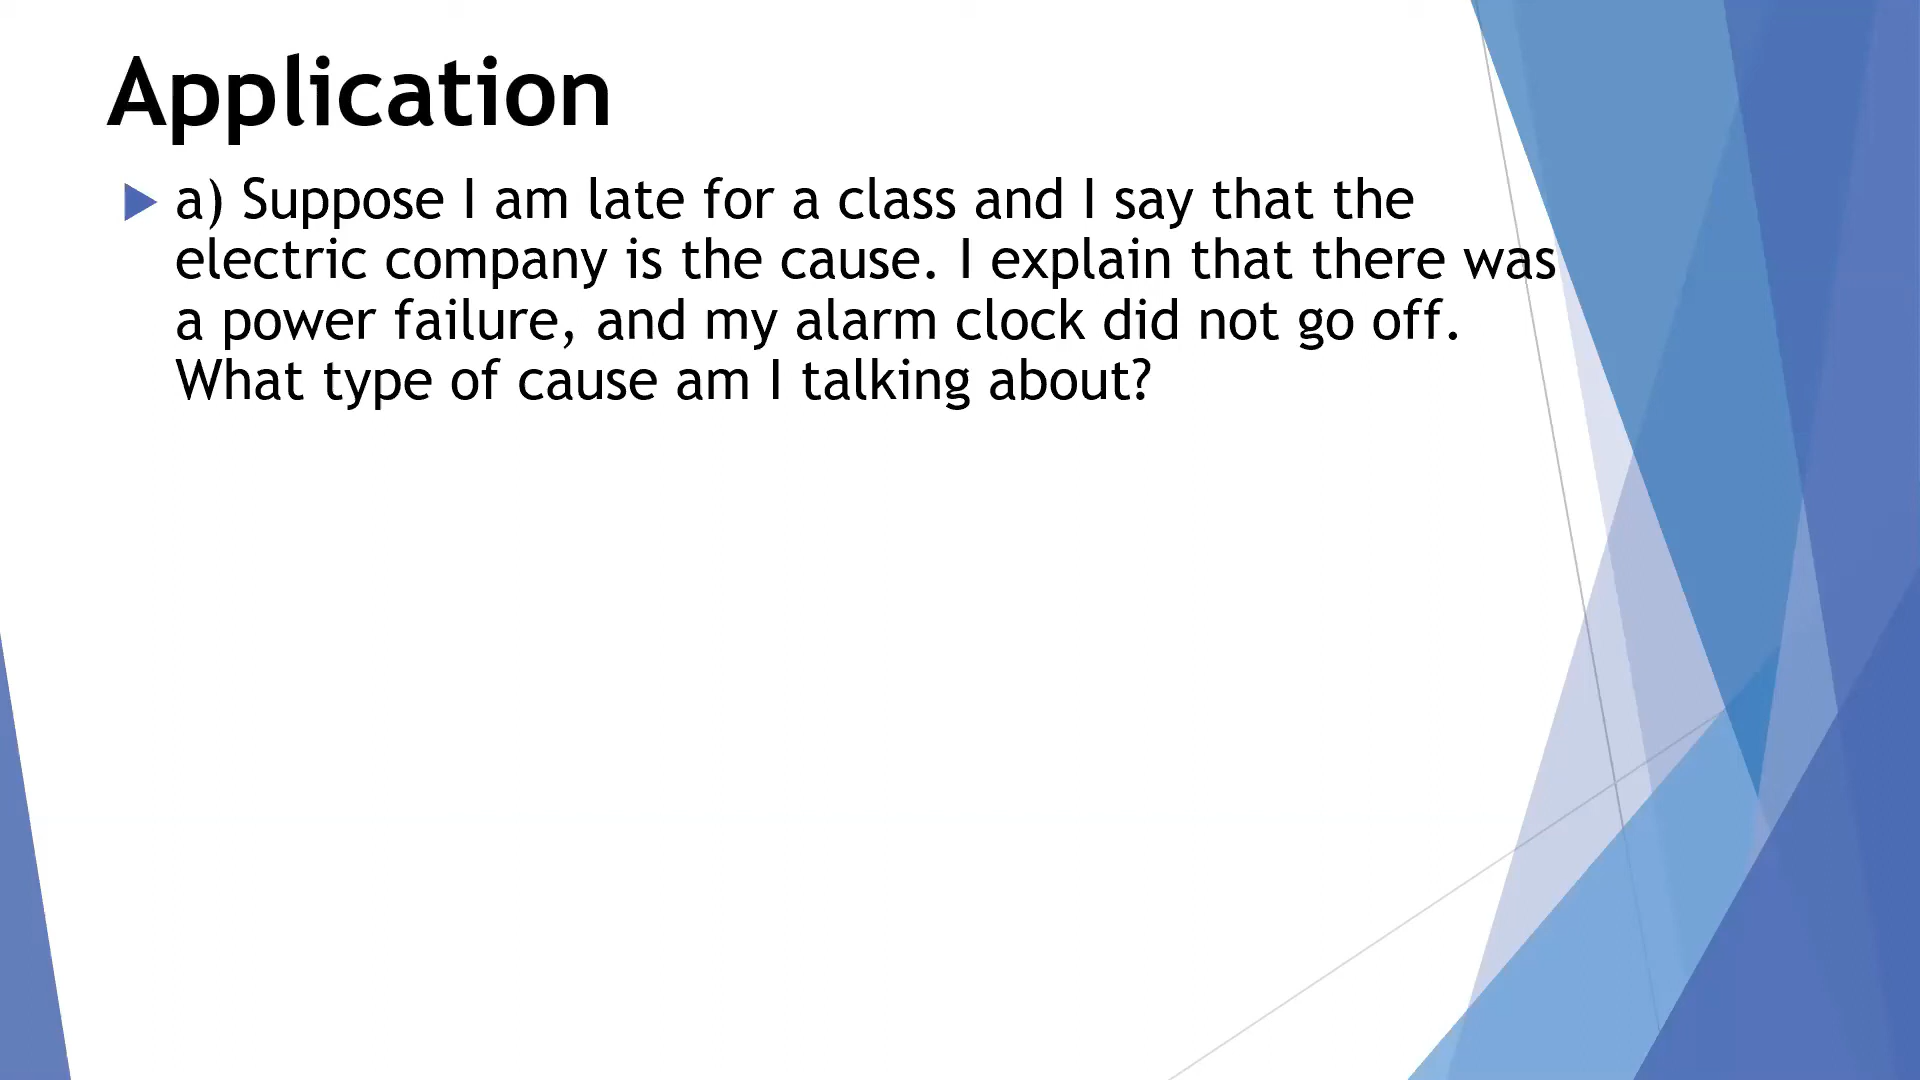 Application
a) Suppose I am late for a class and I say that the
electric company is the cause. I explain that there was
a power failure, and my alarm clock did not go off.
What type of cause am I talking about?